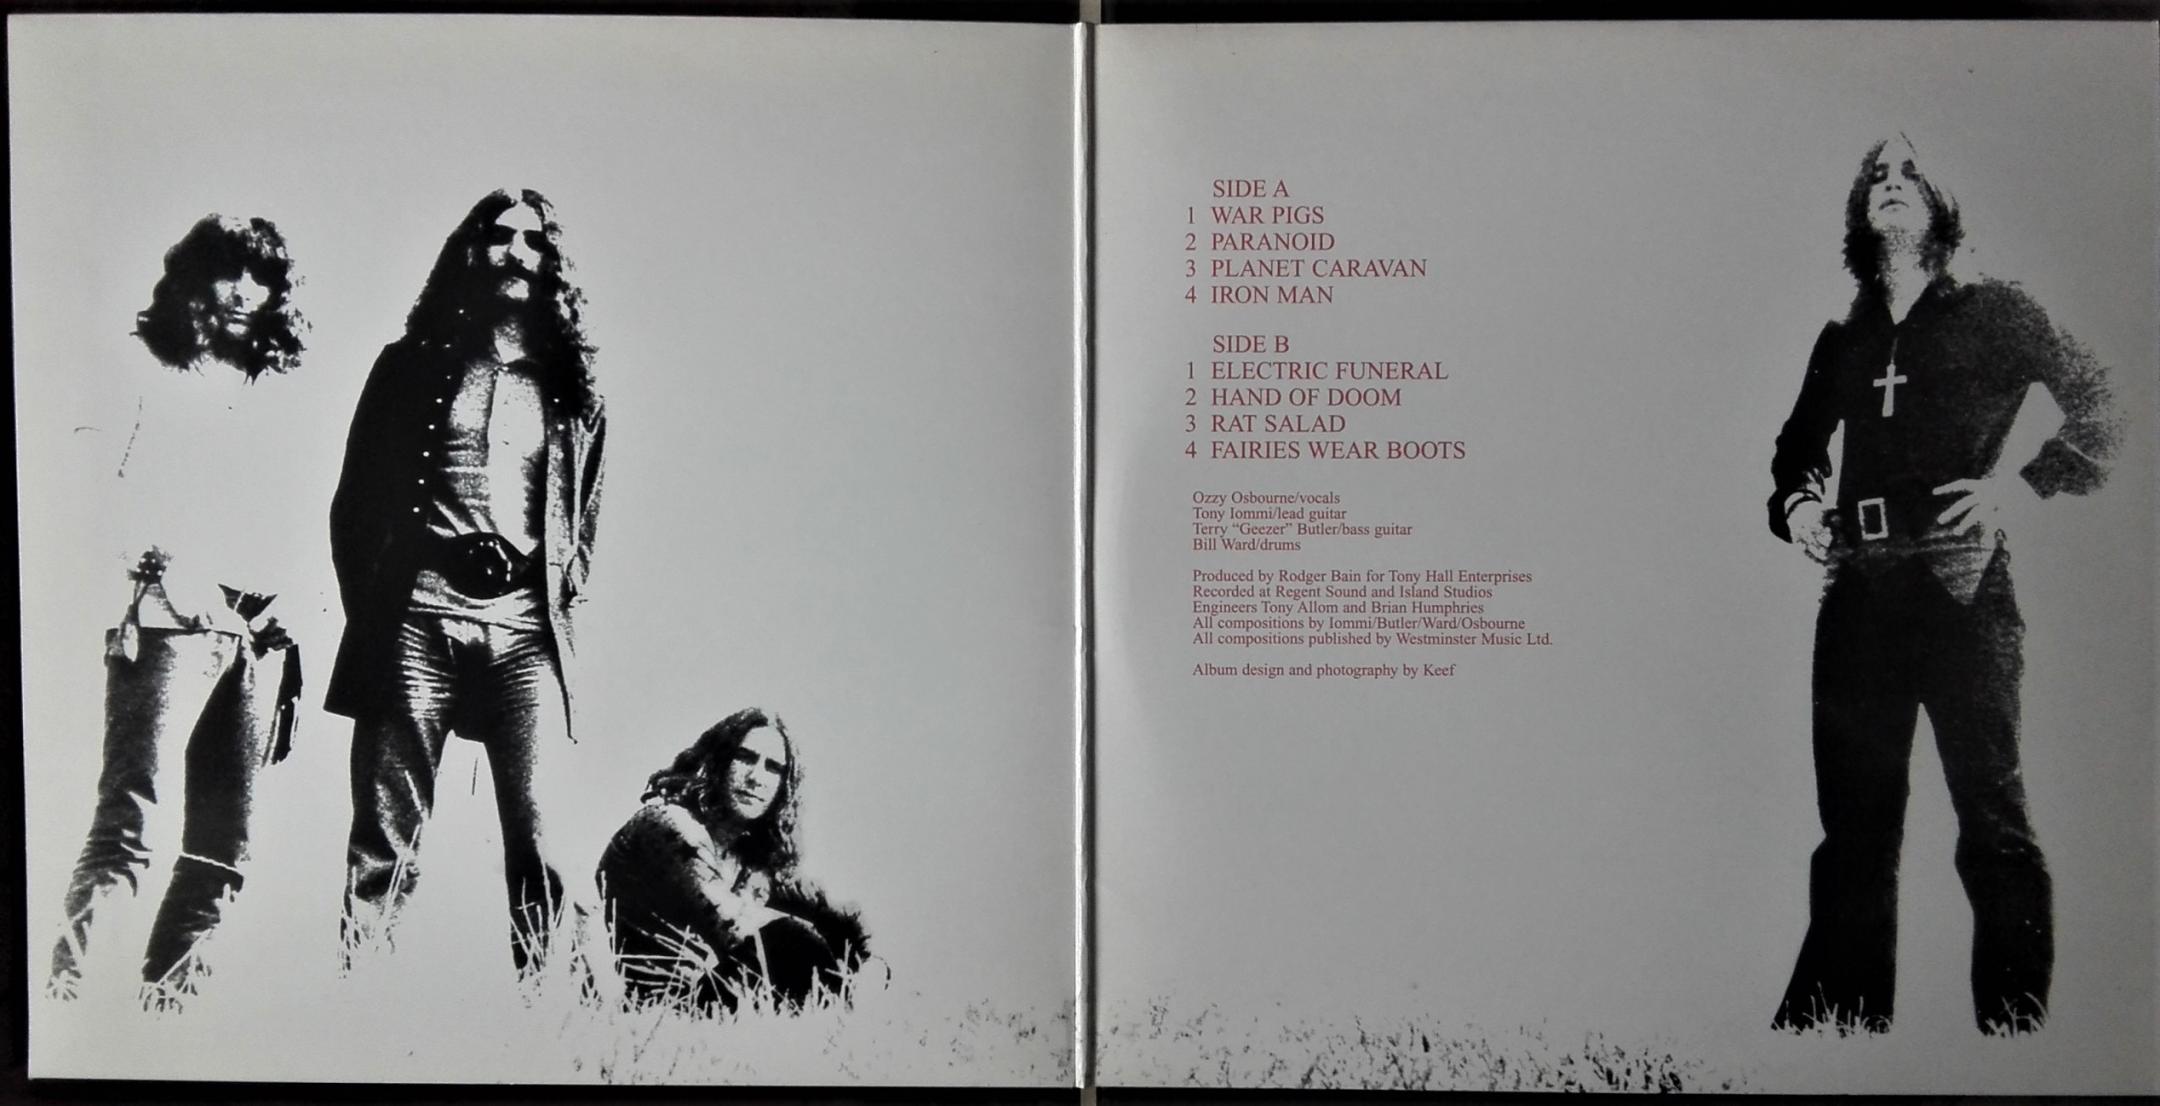 SIDE A
1 WAR PIGS
2 PARANOID
3 PLANET CARAVAN
4 IRON MAN
SIDE B
1 ELECTRIC FUNERAL
2 HAND OF DOOM
3 RAT SALAD
4 FAIRIES WEAR BOOTS
Ozzy Osbourne/vocals
Tony Iommi/lead guitar
Terry “Geezer” Butler/bass guitar
Bill Ward/drums
Produced by Rodger Bain for Tony Hall Enterprises
Recorded at Regent Sound and Island Studios
Engineers Tony Allom and Brian Humphries
All compositions by Iommi/Butler/Ward/Osbourne
All compositions published by Westminster Music Ltd.
Album design and photography by Keef